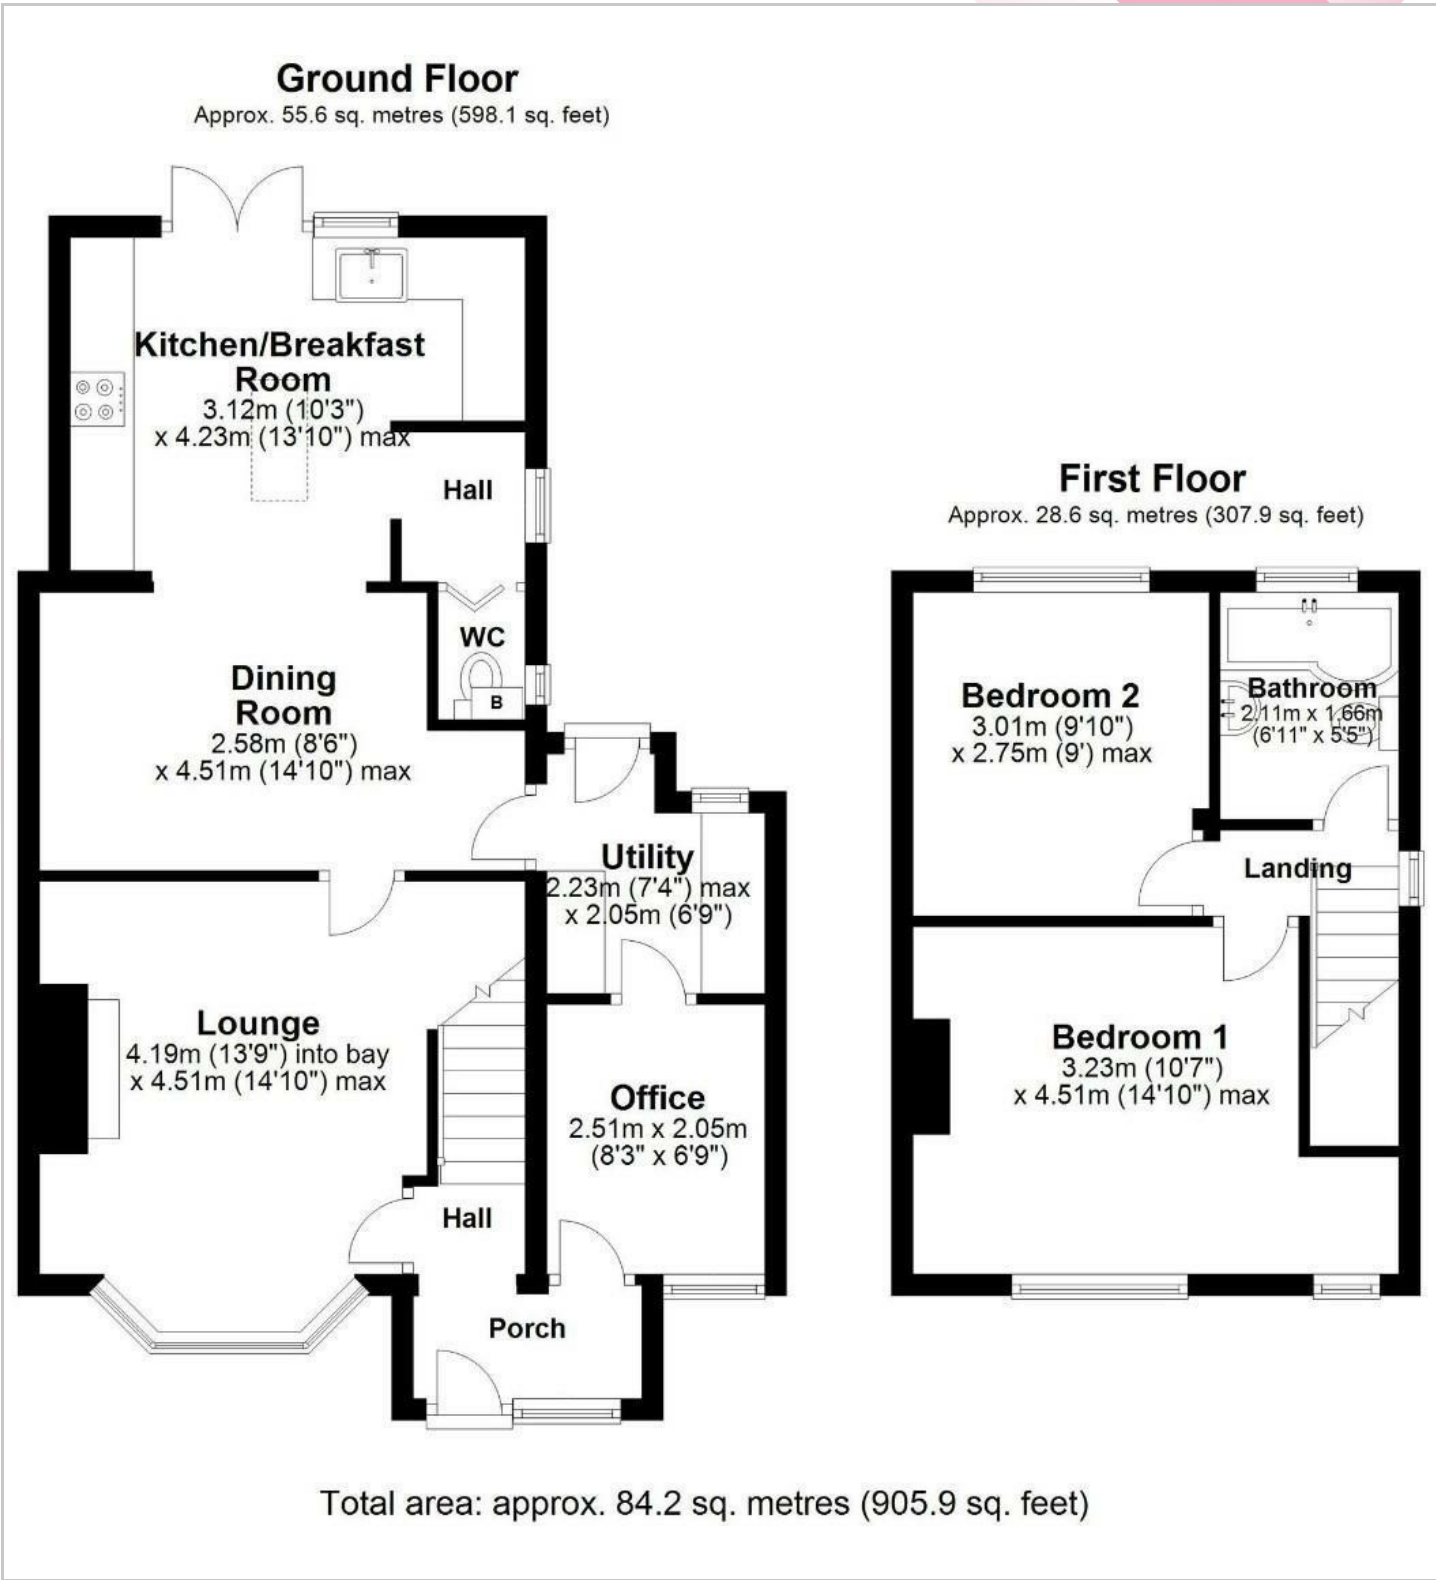 Ground Floor
Approx. 55.6 sq. metres (598.1 sq. feet)
Kitchen/Breakfast
Room
3.12m (10'3")
x 4.23m (13'10") max
Hall
WC
B
Dining
Room
2.58m (8'6")
x 4.51m (14'10") max
Utility
2.23m (7'4") max
x 2.05m (6'9")
Lounge
4.19m (13'9") into bay
x 4.51m (14'10") max
Office
2.51m x 2.05m
(8'3" x 6'9")
Hall
Porch
First Floor
Approx. 28.6 sq. metres (307.9 sq. feet)
Bedroom 2
3.01m (9'10")
x 2.75m (9') max
Bathroom
2.11m x 1.66m
(6'11" x 5'5")
Landing
Bedroom 1
3.23m (10'7")
x 4.51m (14'10") max
Total area: approx. 84.2 sq. metres (905.9 sq. feet)